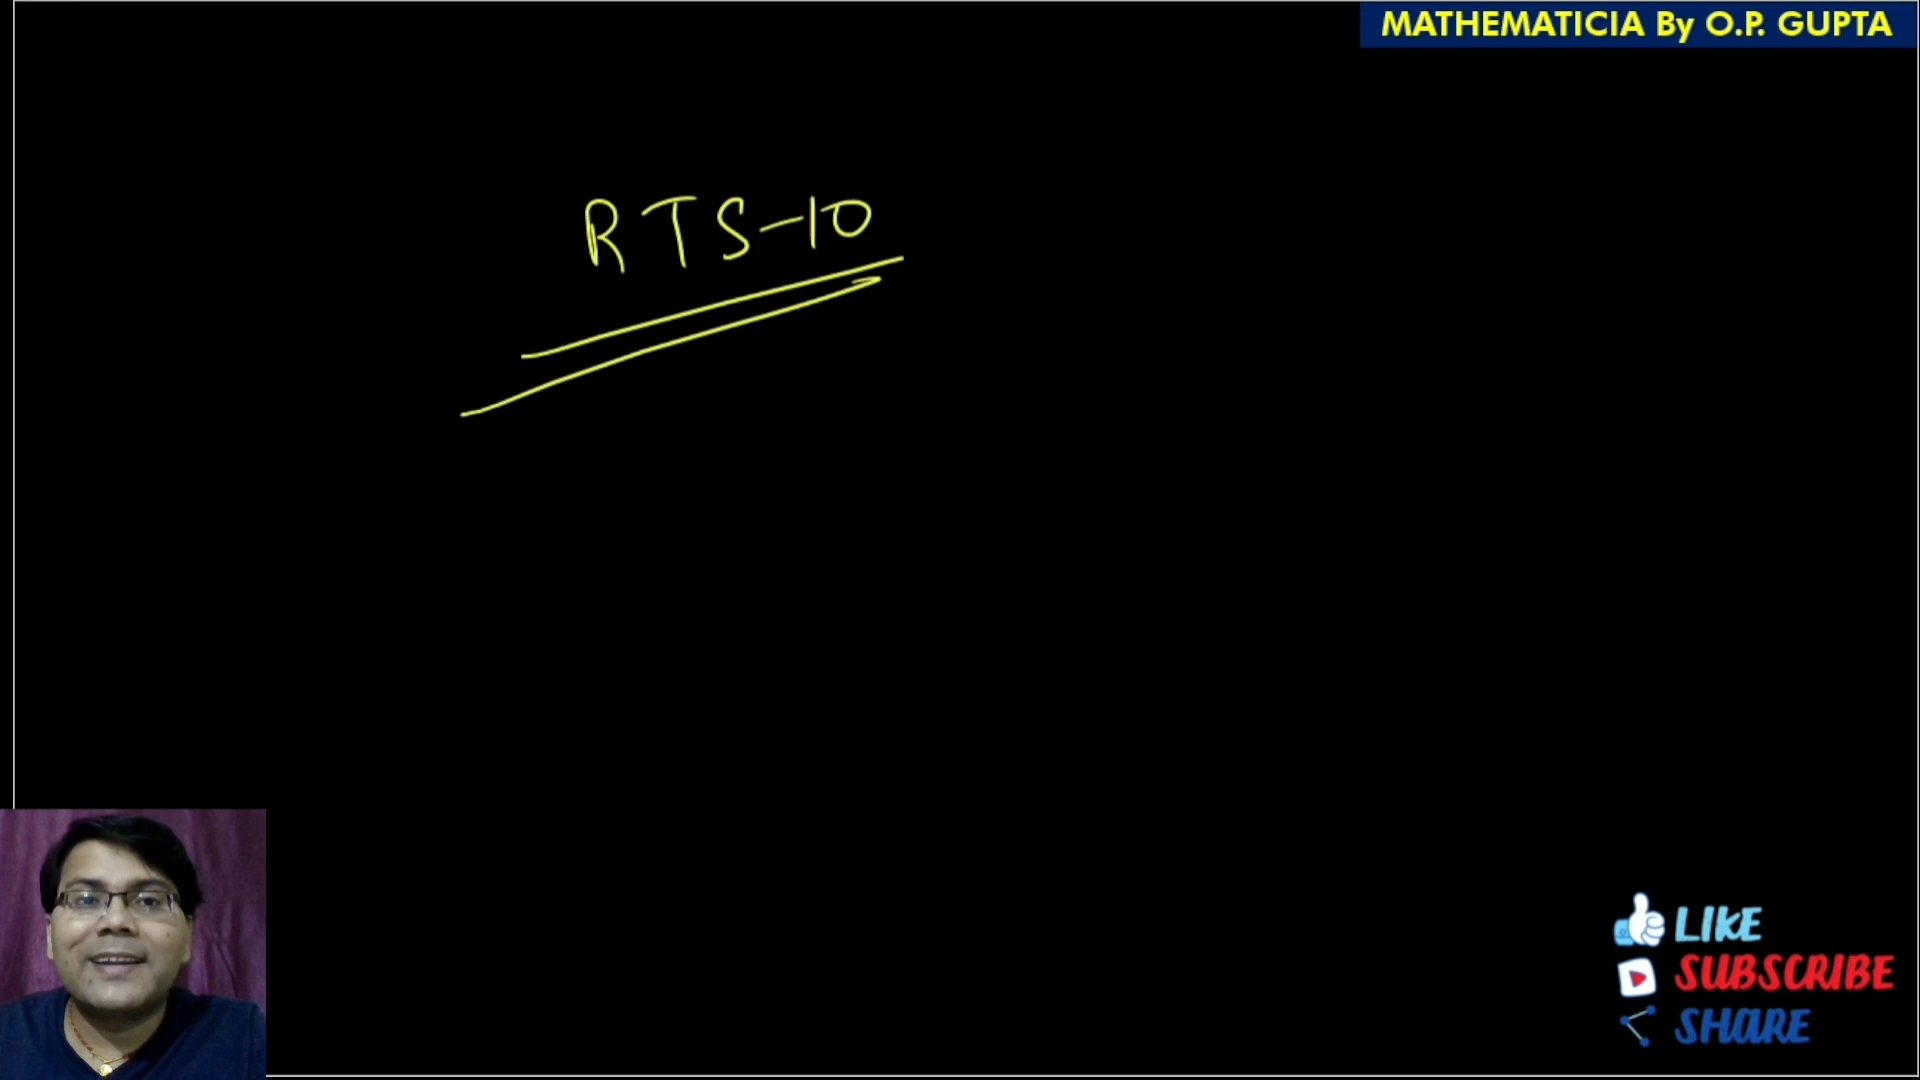 MATHEMATICIA By O.P. GUPTA
RTS-10
LIKE
SUBSCRIBE
SHARE